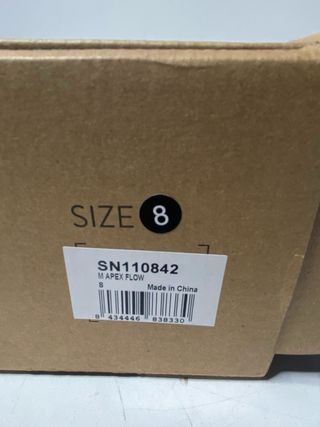 SIZE 8
SN110842
M APEX FLOW
8 Made in China
8 434446 838330